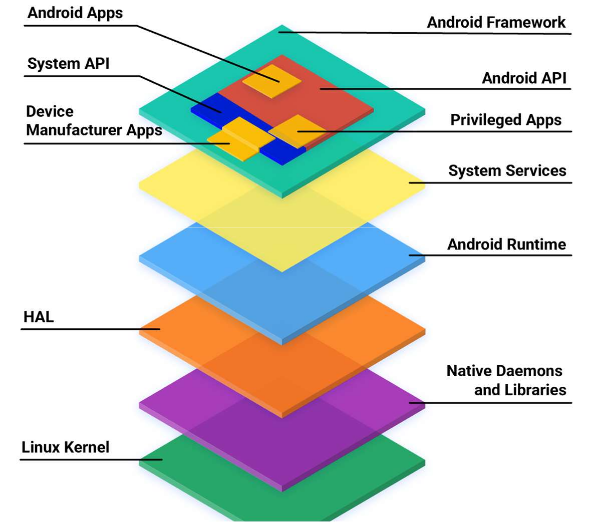 Android Apps
Android Framework
System API
Android API
Device
Manufacturer Apps
Privileged Apps
System Services
Android Runtime
HAL
Native Daemons
and Libraries
Linux Kernel